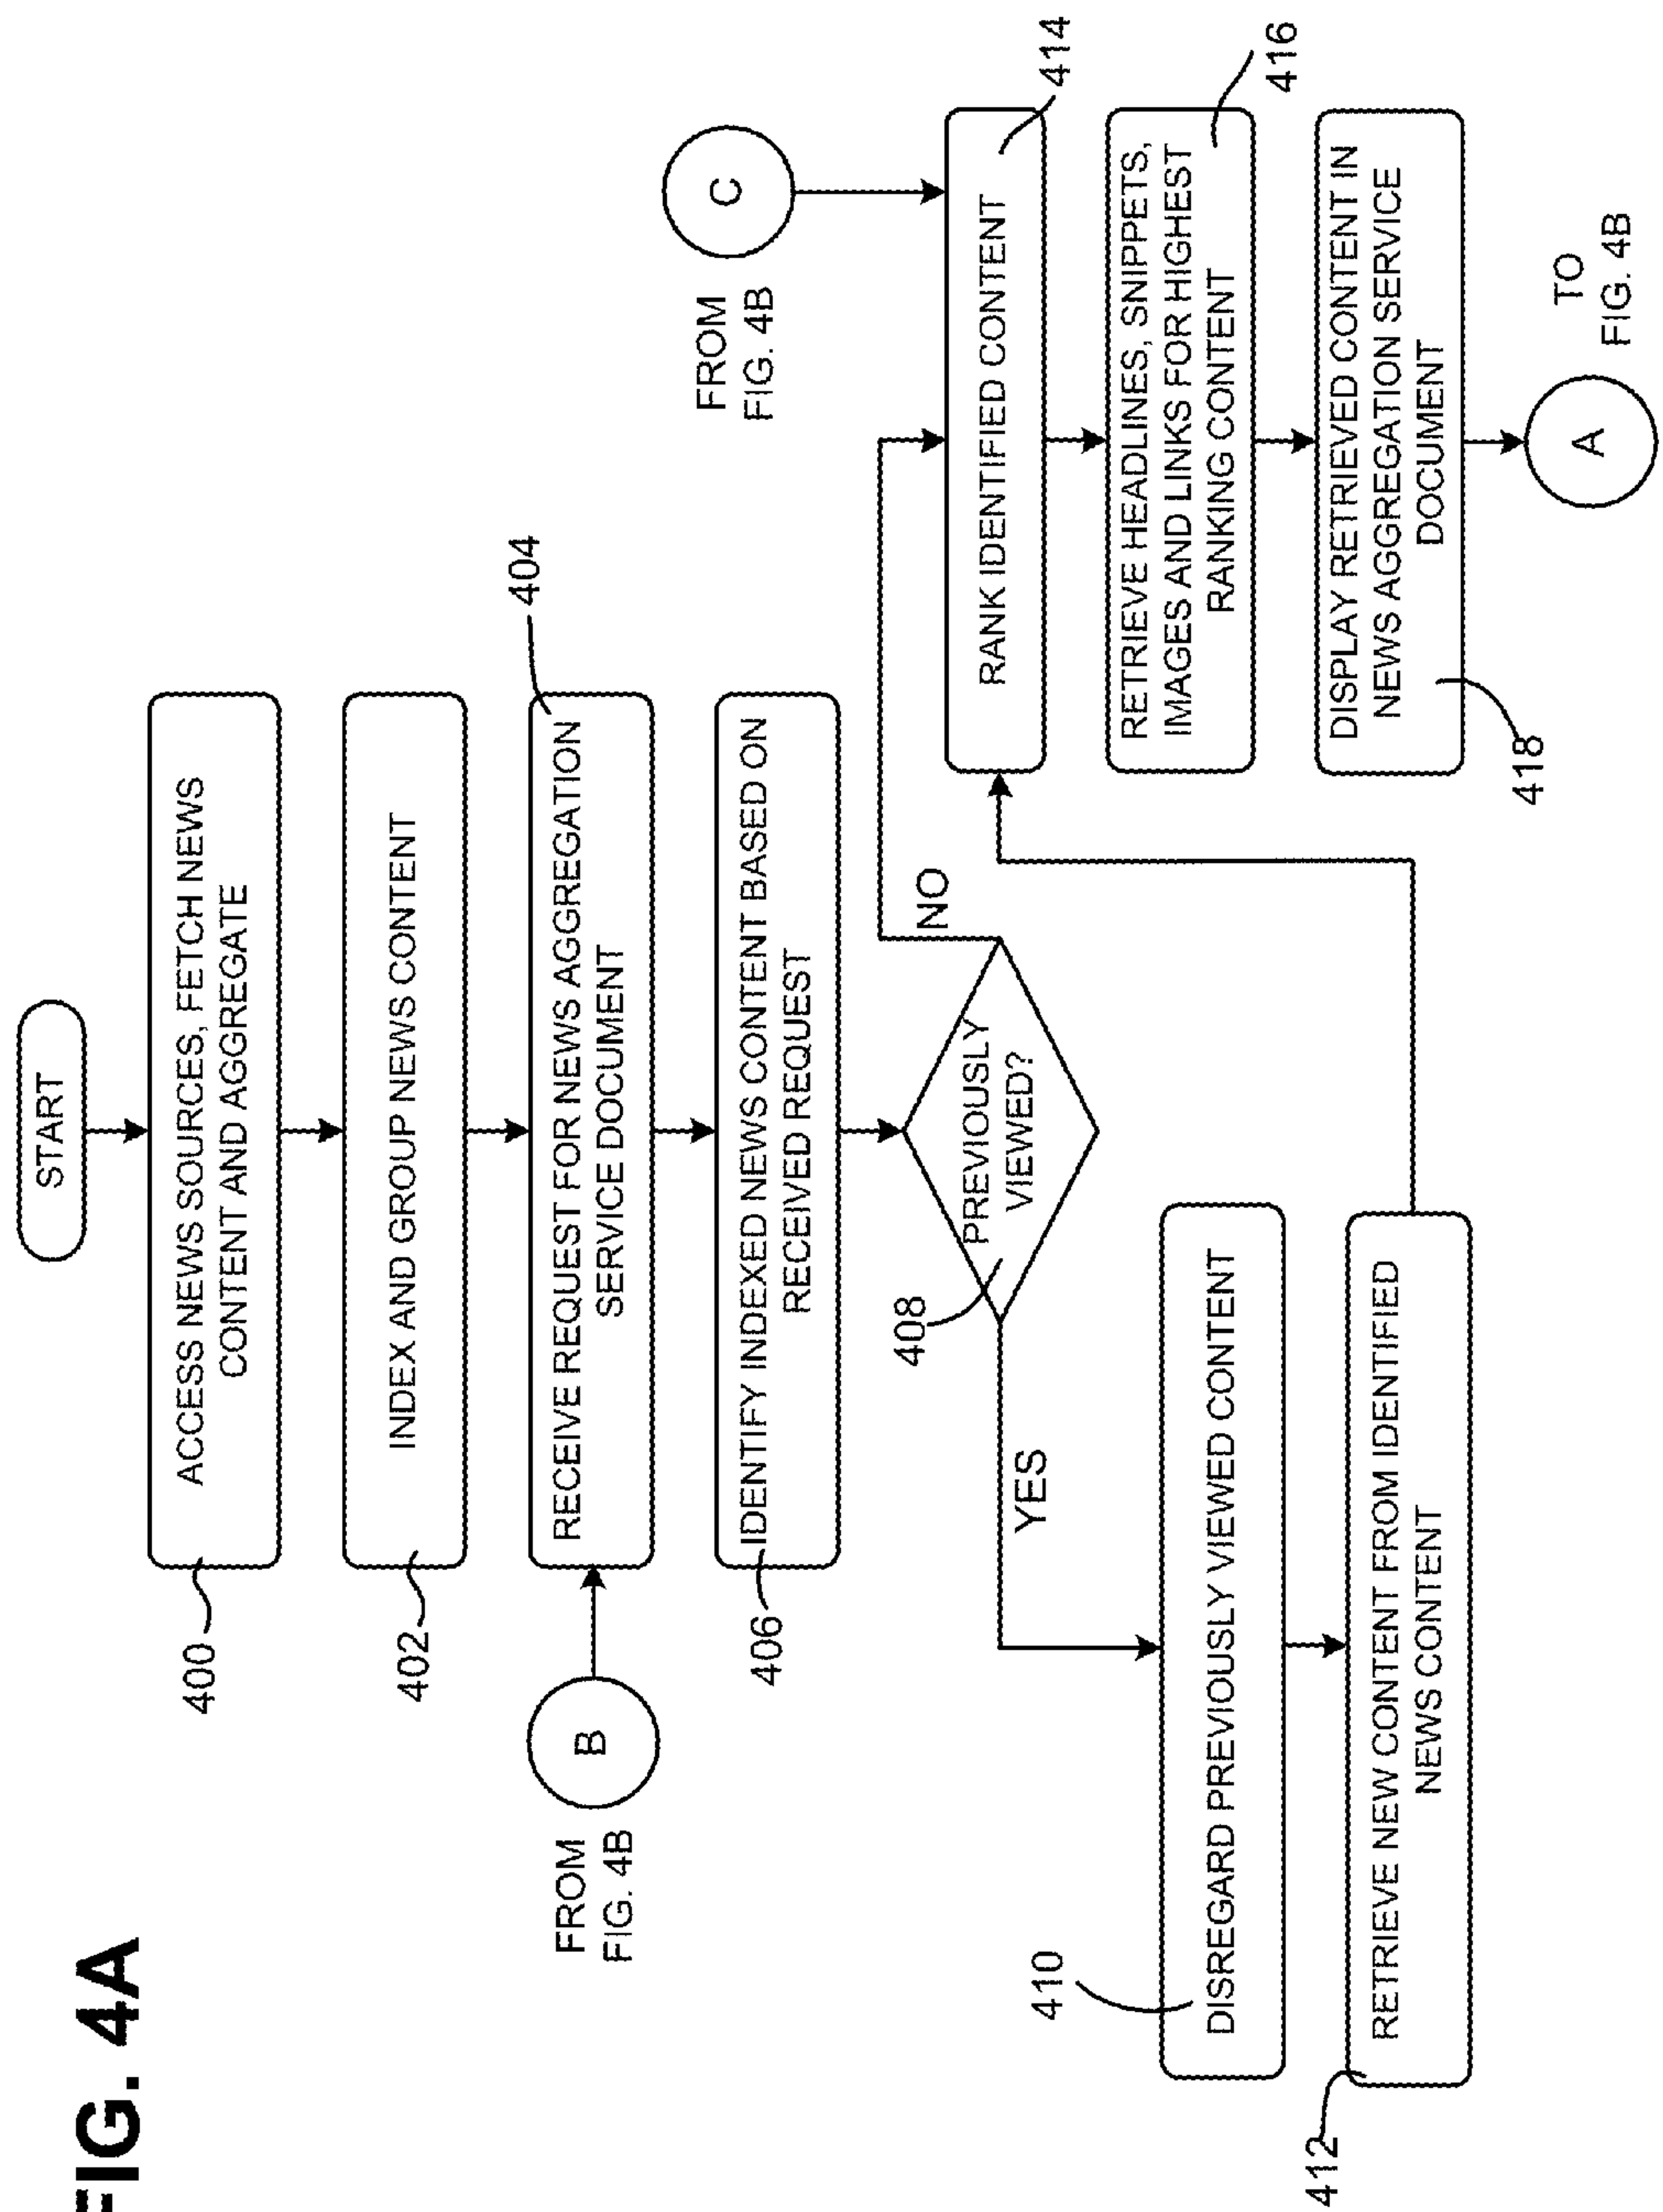 FIG. 4A
START
ACCESS NEWS SOURCES, FETCH NEWS
CONTENT AND AGGREGATE
400
INDEX AND GROUP NEWS CONTENT
402
404
RECEIVE REQUEST FOR NEWS AGGREGATION
SERVICE DOCUMENT
B
FROM
FIG. 4B
IDENTIFY INDEXED NEWS CONTENT BASED ON
RECEIVED REQUEST
406
PREVIOUSLY
VIEWED?
408
YES
NO
410
DISREGARD PREVIOUSLY VIEWED CONTENT
RETRIEVE NEW CONTENT FROM IDENTIFIED
NEWS CONTENT
412
FROM
FIG. 4B
C
RANK IDENTIFIED CONTENT
414
RETRIEVE HEADLINES, SNIPPETS,
IMAGES AND LINKS FOR HIGHEST
RANKING CONTENT
416
DISPLAY RETRIEVED CONTENT IN
NEWS AGGREGATION SERVICE
DOCUMENT
418
A
TO
FIG. 4B